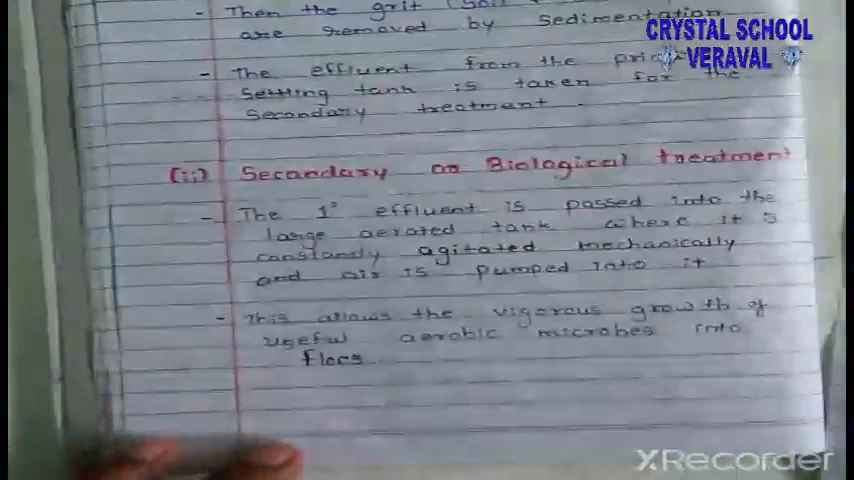 - Then the grit (Soil
are removed by Sedimentation
- The effluent from the
Settling tank is taken for the
Secondary treatment.
(ii) Secondary or Biological treatment
- The 1° effluent is passed into the
large aerated tank where it is
constantly agitated mechanically
and air is pumped into it
- This allows the vigorous growth of
useful aerobic microbes into
flocs
CRYSTAL SCHOOL
VERAVAL
XRecorder